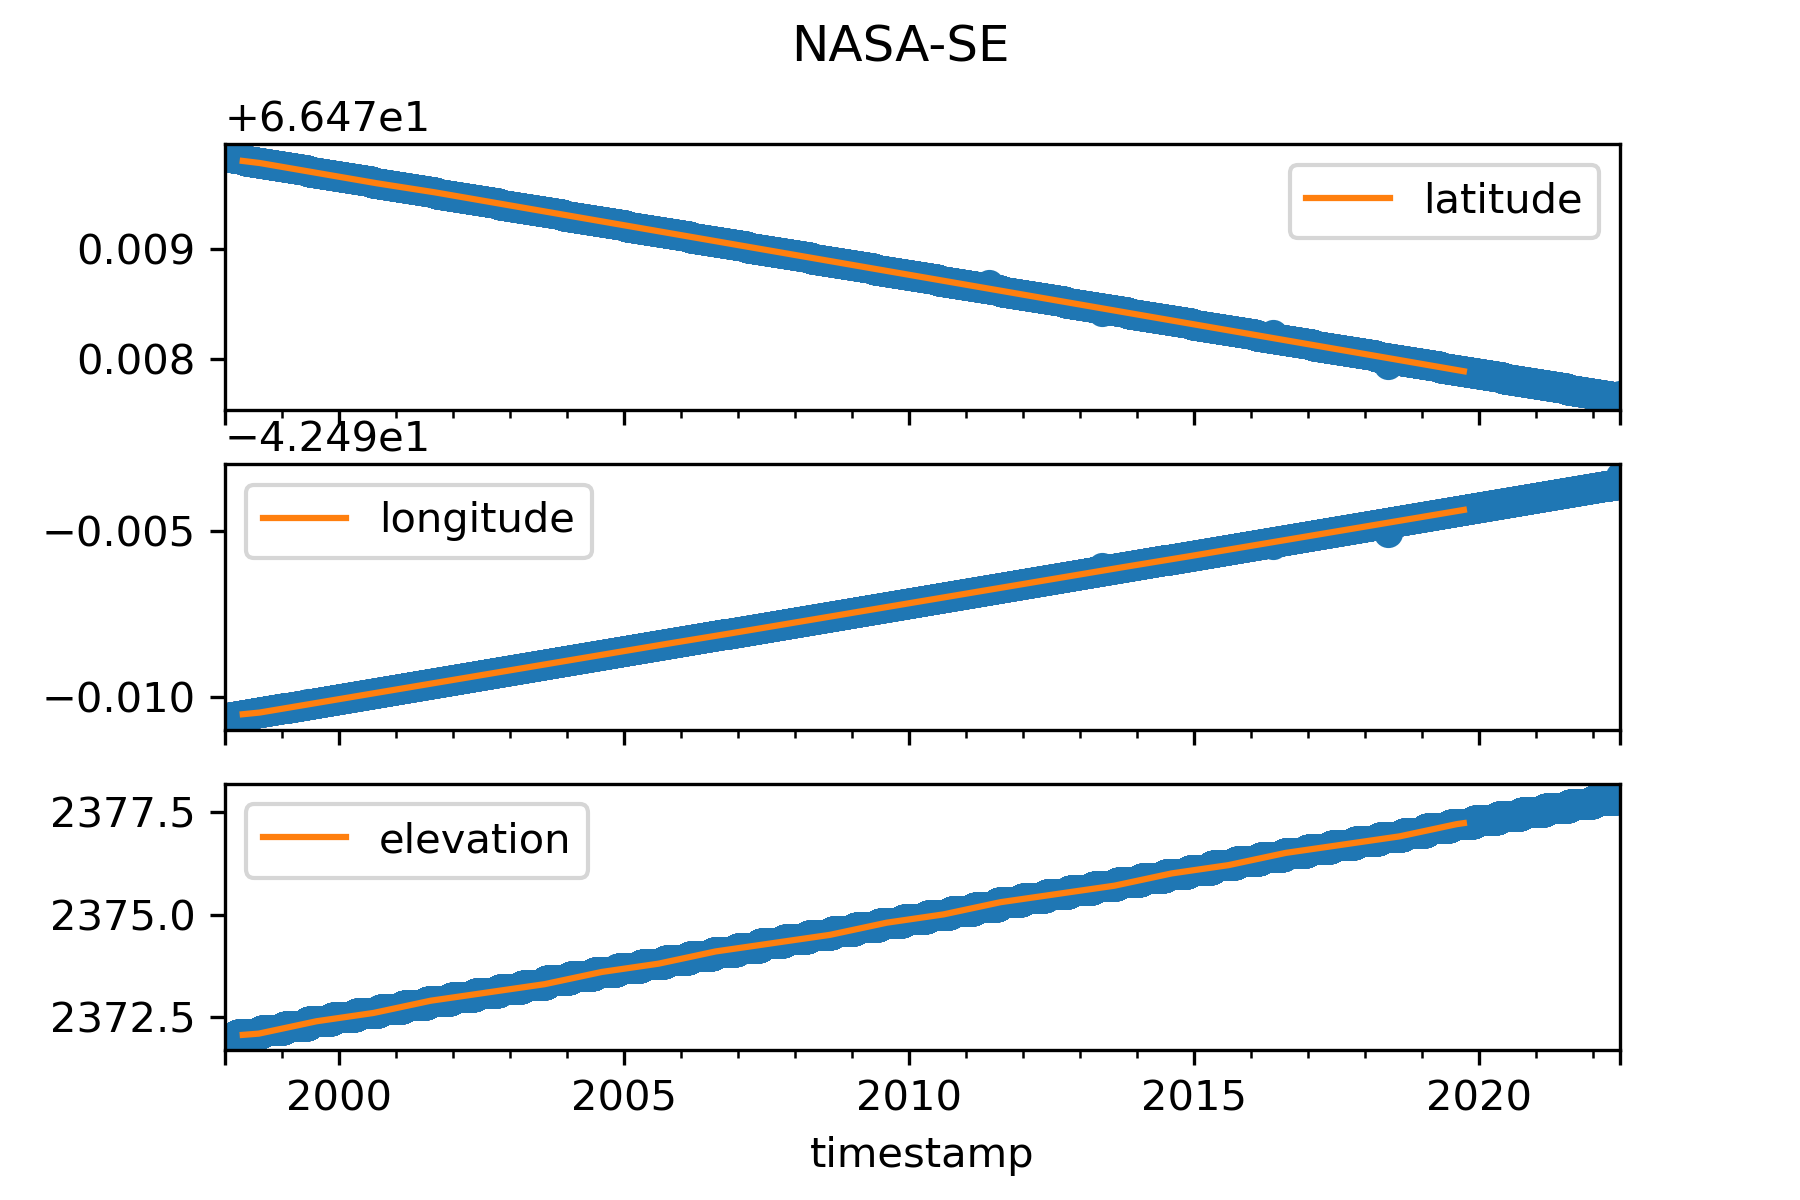 NASA-SE
+6.647e1
latitude
0.009
0.008
−4.249e1
longitude
−0.005
−0.010
elevation
2377.5
2375.0
2372.5
2000 2005 2010 2015 2020
timestamp